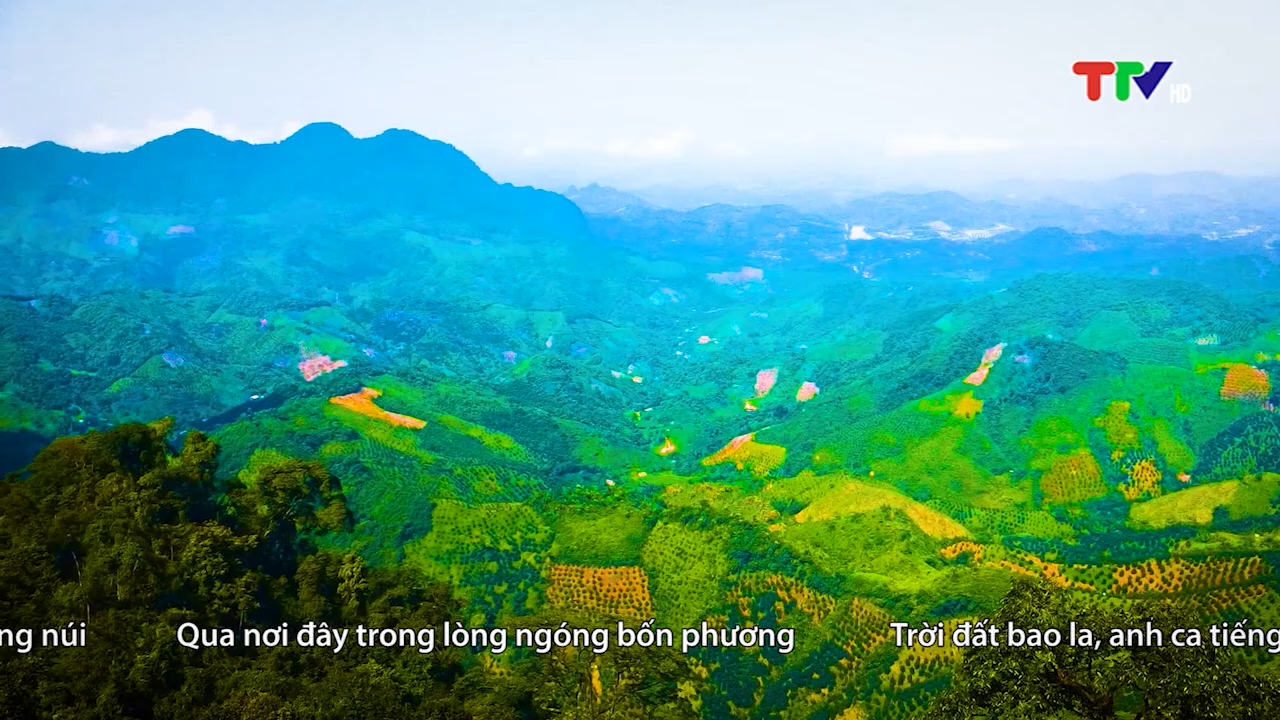 TTV HD
ng núi Qua nơi đây trong lòng ngóng bốn phương Trời đất bao la, anh ca tiếng